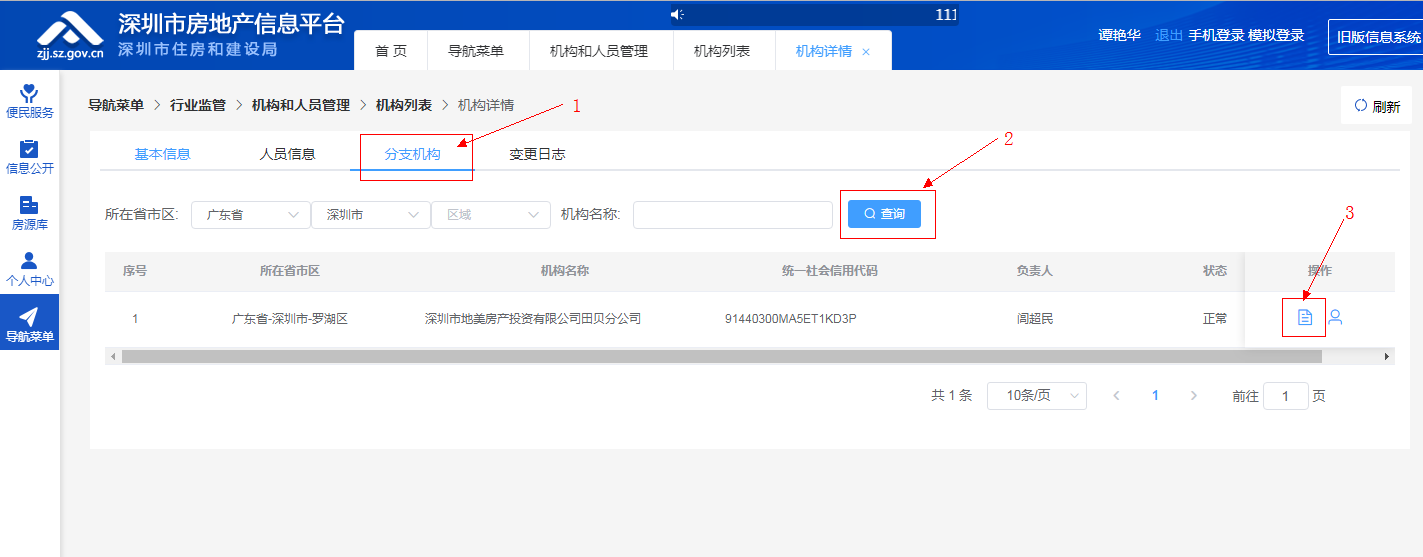 深圳市房地产信息平台
zjj.sz.gov.cn 深圳市住房和建设局
111
首 页 导航菜单 机构和人员管理 机构列表 机构详情 ×
谭艳华 退出 手机登录 模拟登录 旧版信息系统
便民服务
信息公开
房源库
个人中心
导航菜单
导航菜单 > 行业监管 > 机构和人员管理 > 机构列表 > 机构详情
刷新
1
2
3
基本信息 人员信息 分支机构 变更日志
所在省市区: 广东省 深圳市 区域 机构名称: 查询
序号 所在省市区 机构名称 统一社会信用代码 负责人 状态 操作
1 广东省-深圳市-罗湖区 深圳市地美房产投资有限公司田贝分公司 91440300MA5ET1KD3P 闾超民 正常
共 1 条 10条/页 < 1 > 前往 1 页